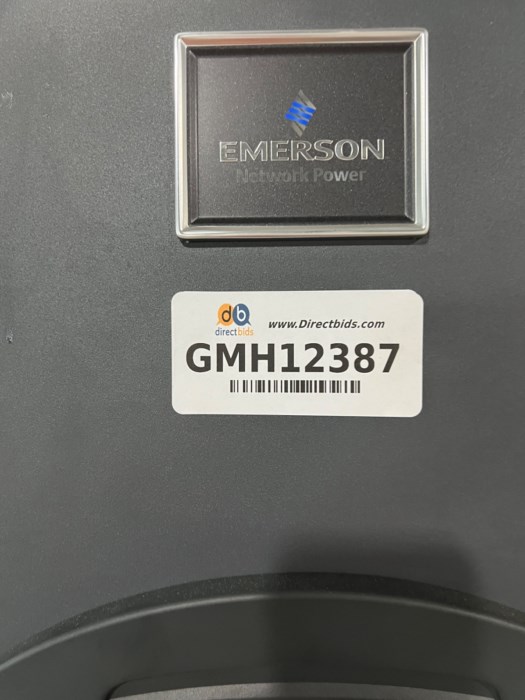 EMERSON
Network Power
db
directbids
www.Directbids.com
GMH12387